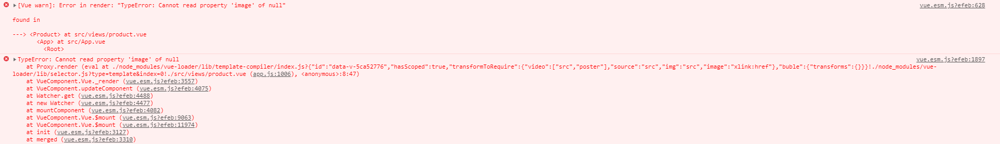 [Vue warn]: Error in render: "TypeError: Cannot read property 'image' of null" vue.esm.js?efeb:628
found in
---> <Product> at src/views/product.vue
<App> at src/App.vue
<Root>
TypeError: Cannot read property 'image' of null vue.esm.js?efeb:1897
at Proxy.render (eval at ./node_modules/vue-loader/lib/template-compiler/index.js?{"id":"data-v-5ca52776","hasScoped":true,"transformToRequire":{"video":["src","poster"],"source":"src","img":"src","image":"xlink:href"},"buble":{"transforms":{}}}!./node_modules/vue-
loader/lib/selector.js?type=template&index=0!./src/views/product.vue (app.js:1006), <anonymous>:8:47)
at VueComponent.Vue._render (vue.esm.js?efeb:3557)
at VueComponent.updateComponent (vue.esm.js?efeb:4075)
at Watcher.get (vue.esm.js?efeb:4488)
at new Watcher (vue.esm.js?efeb:4477)
at mountComponent (vue.esm.js?efeb:4082)
at VueComponent.Vue.$mount (vue.esm.js?efeb:9063)
at VueComponent.Vue.$mount (vue.esm.js?efeb:11974)
at init (vue.esm.js?efeb:3127)
at merged (vue.esm.js?efeb:3310)